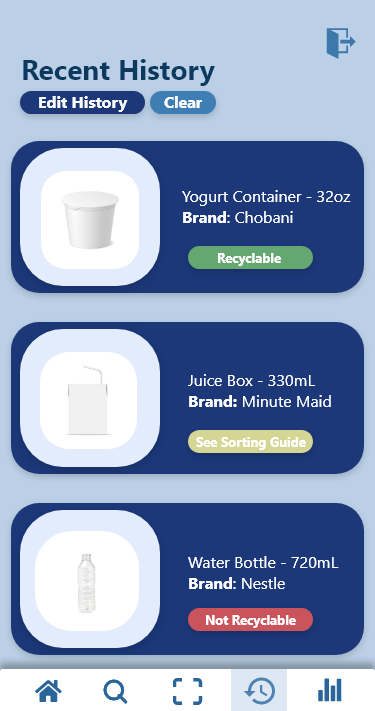 Recent History
Edit History Clear
Yogurt Container - 32oz
Brand: Chobani
Recyclable
Juice Box - 330mL
Brand: Minute Maid
See Sorting Guide
Water Bottle - 720mL
Brand: Nestle
Not Recyclable